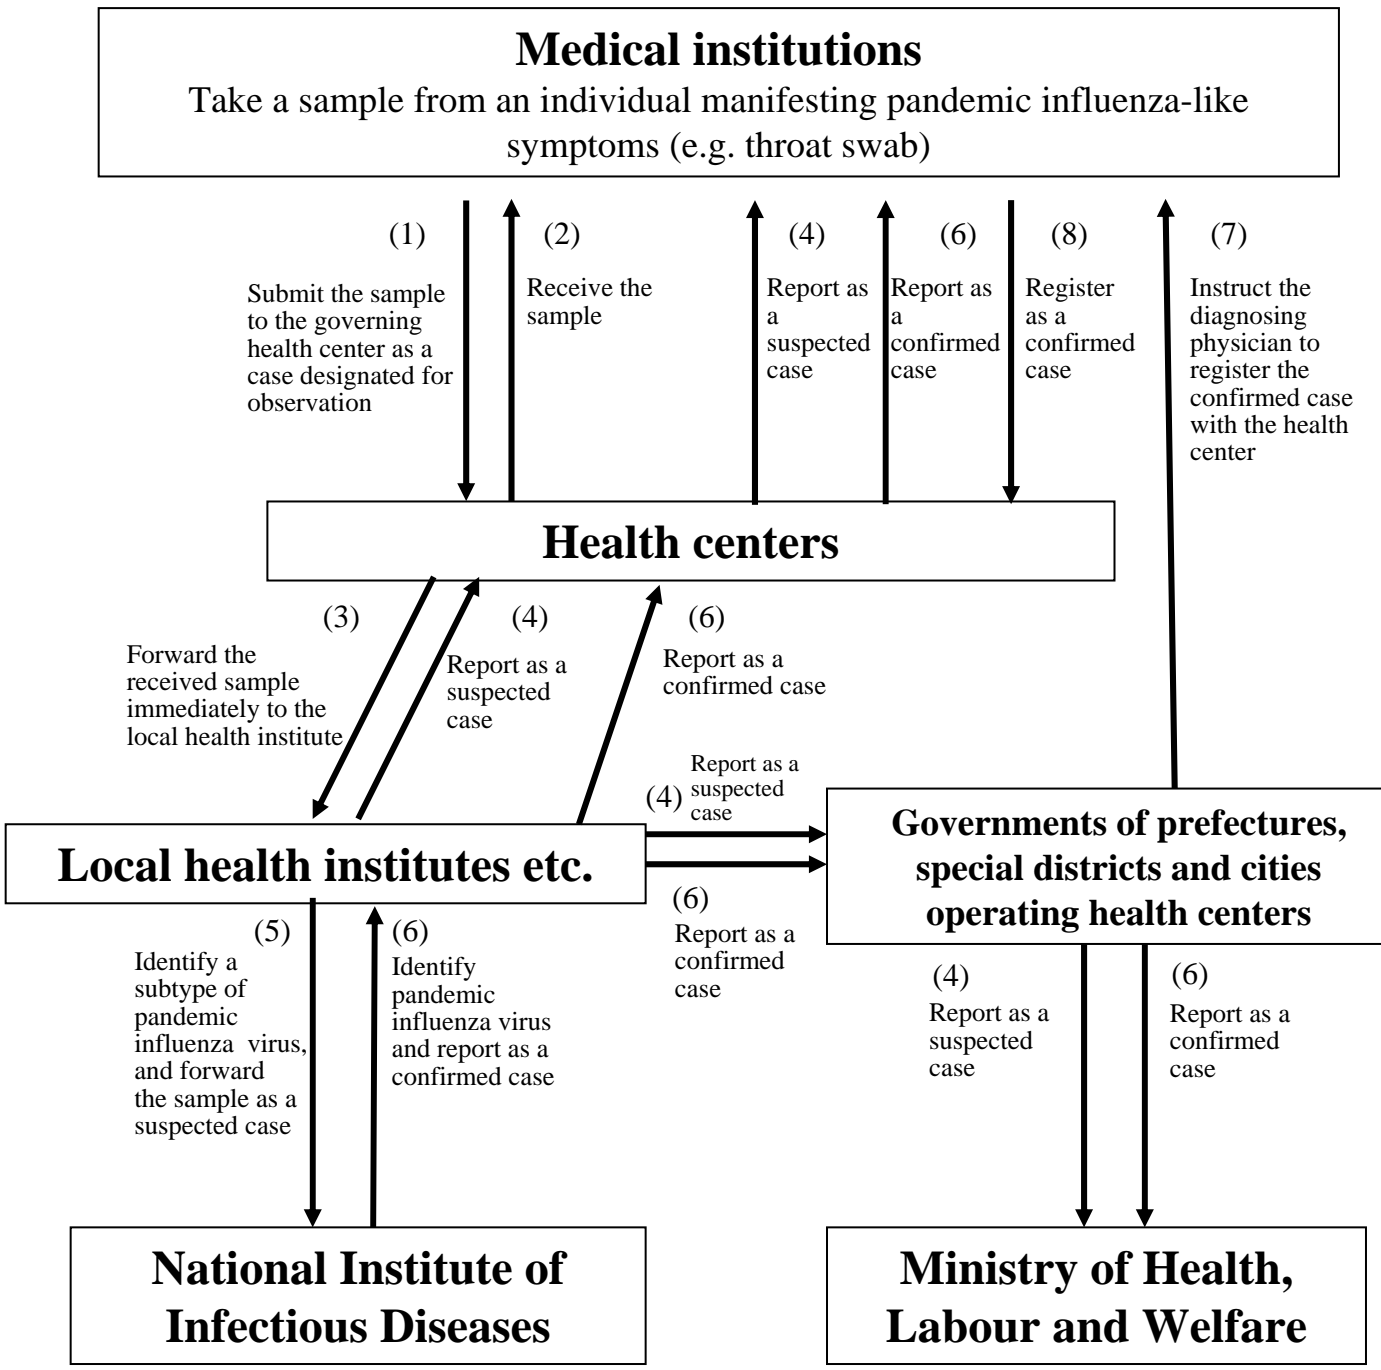 Medical institutions
Take a sample from an individual manifesting pandemic influenza-like
symptoms (e.g. throat swab)
(1)
Submit the sample
to the governing
health center as a
case designated for
observation
(2)
Receive the
sample
(4)
Report as
a
suspected
case
(6)
Report as
a
confirmed
case
(8)
Register
as a
confirmed
case
(7)
Instruct the
diagnosing
physician to
register the
confirmed case
with the health
center
Health centers
(3)
Forward the
received sample
immediately to the
local health institute
(4)
Report as a
suspected
case
(6)
Report as a
confirmed case
(4)
Report as a
suspected
case
Local health institutes etc.
(6)
Report as a
confirmed
case
Governments of prefectures,
special districts and cities
operating health centers
(5)
Identify a
subtype of
pandemic
influenza  virus,
and forward
the sample as a
suspected case
(6)
Identify
pandemic
influenza virus
and report as a
confirmed case
(4)
Report as a
suspected
case
(6)
Report as a
confirmed
case
National Institute of
Infectious Diseases
Ministry of Health,
Labour and Welfare